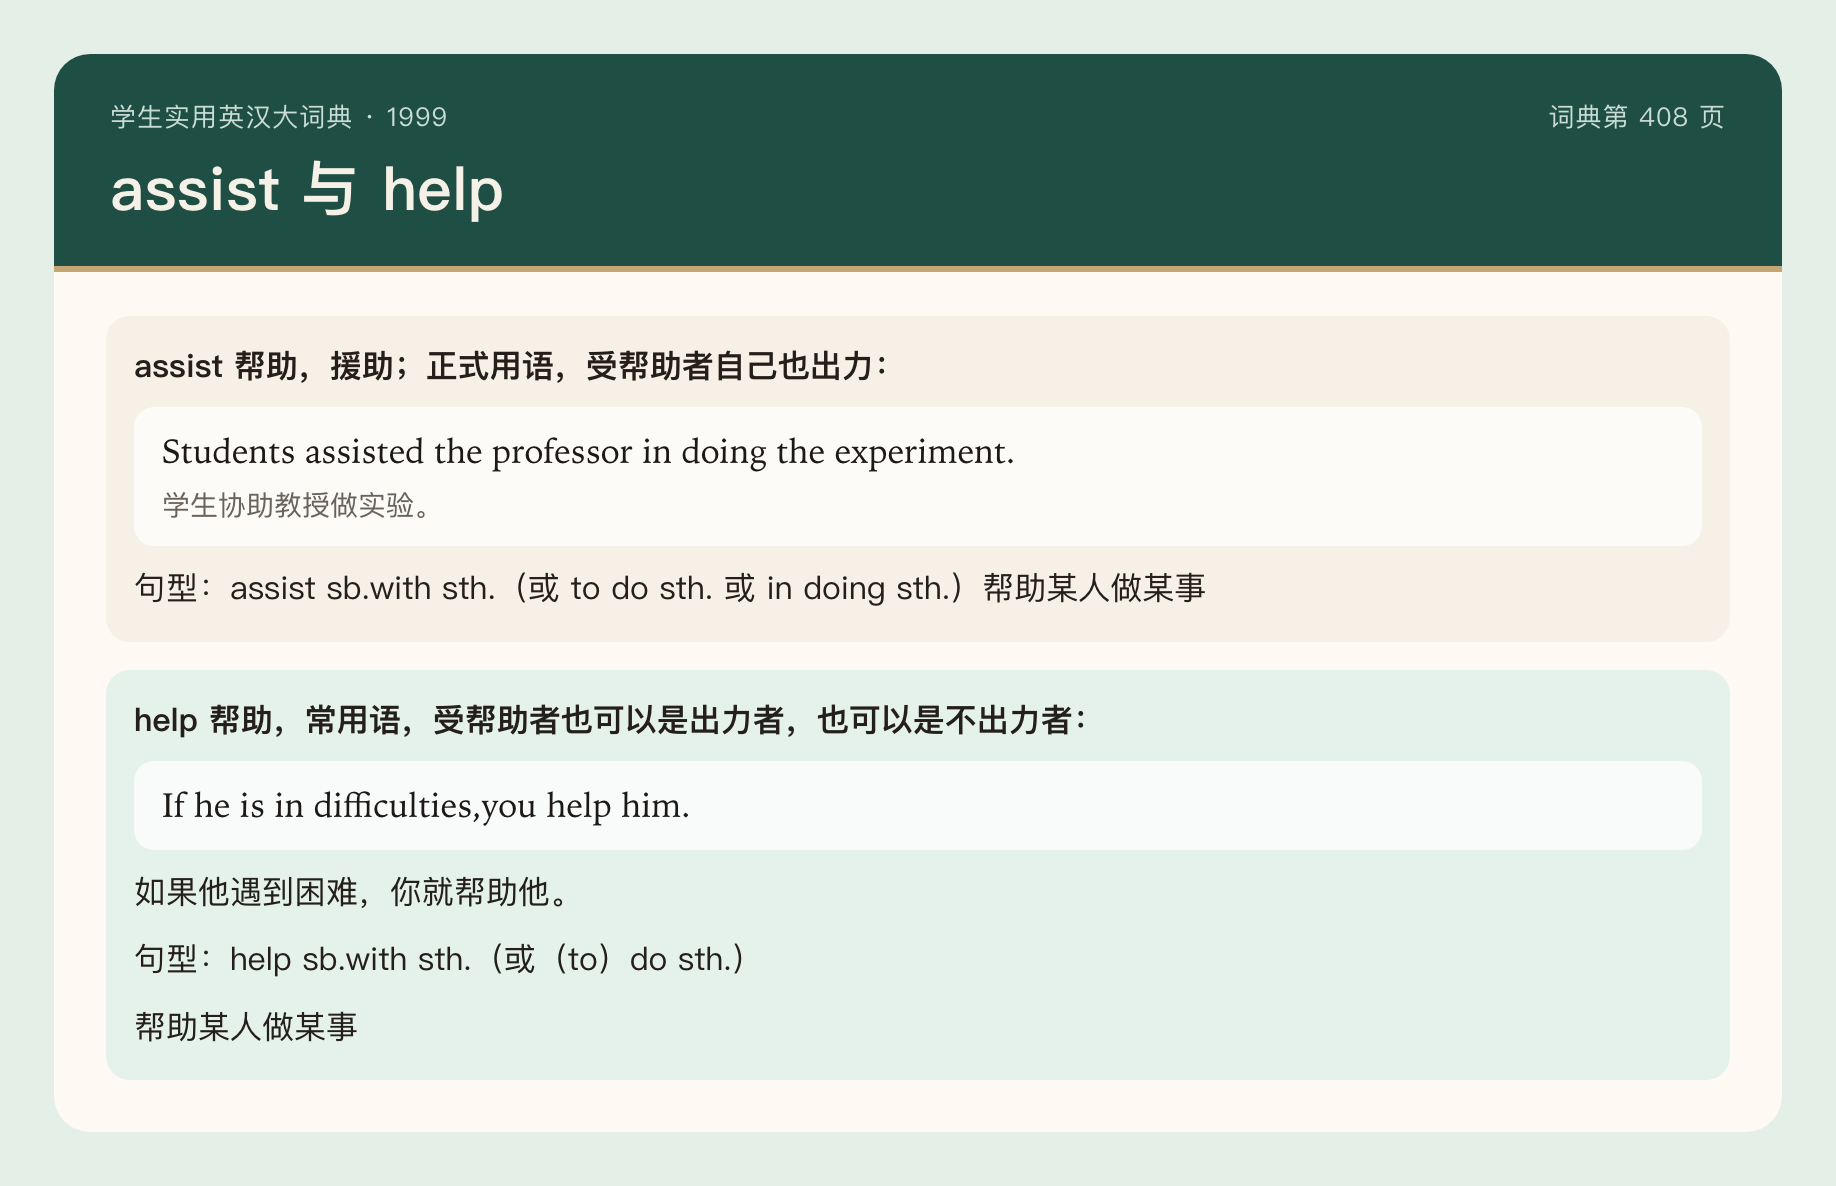 学生实用英汉大词典 · 1999
词典第 408 页
assist 与 help
assist 帮助，援助；正式用语，受帮助者自己也出力：
Students assisted the professor in doing the experiment.
学生协助教授做实验。
句型：assist sb.with sth.（或 to do sth. 或 in doing sth.）帮助某人做某事
help 帮助，常用语，受帮助者也可以是出力者，也可以是不出力者：
If he is in difficulties,you help him.
如果他遇到困难，你就帮助他。
句型：help sb.with sth.（或（to）do sth.）
帮助某人做某事